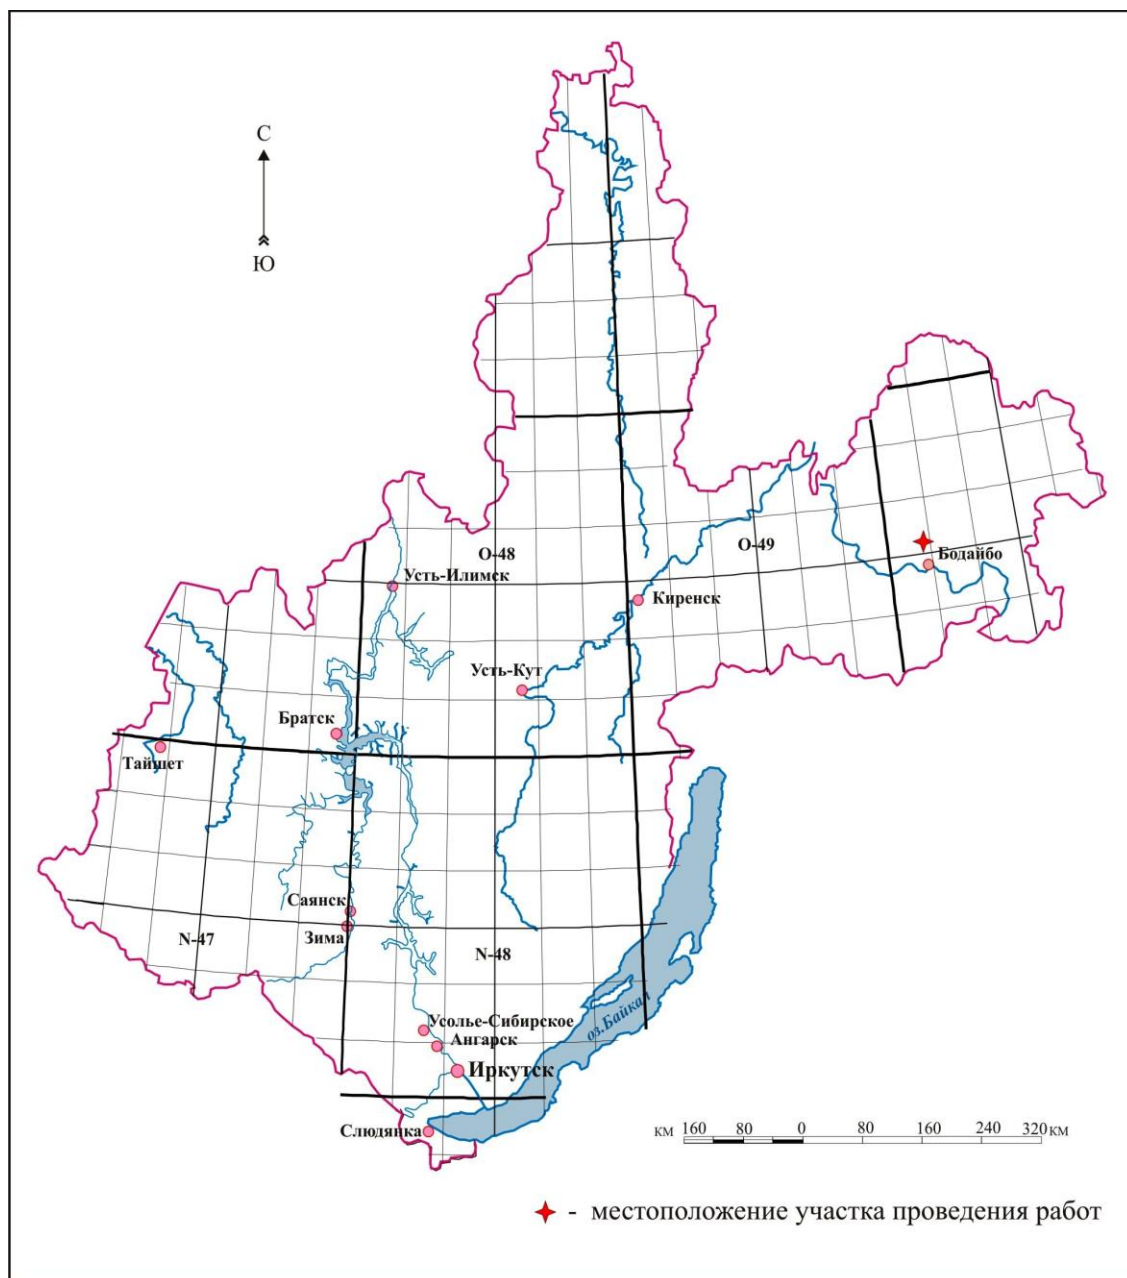 С
Ю
О-48
О-49
Бодайбо
Усть-Илимск
Киренск
Усть-Кут
Братск
Тайшет
Саянск
Зима
N-47
N-48
оз.Байкал
Усолье-Сибирское
Ангарск
Иркутск
Слюдянка
км 160 80 0 80 160 240 320 км
- местоположение участка проведения работ